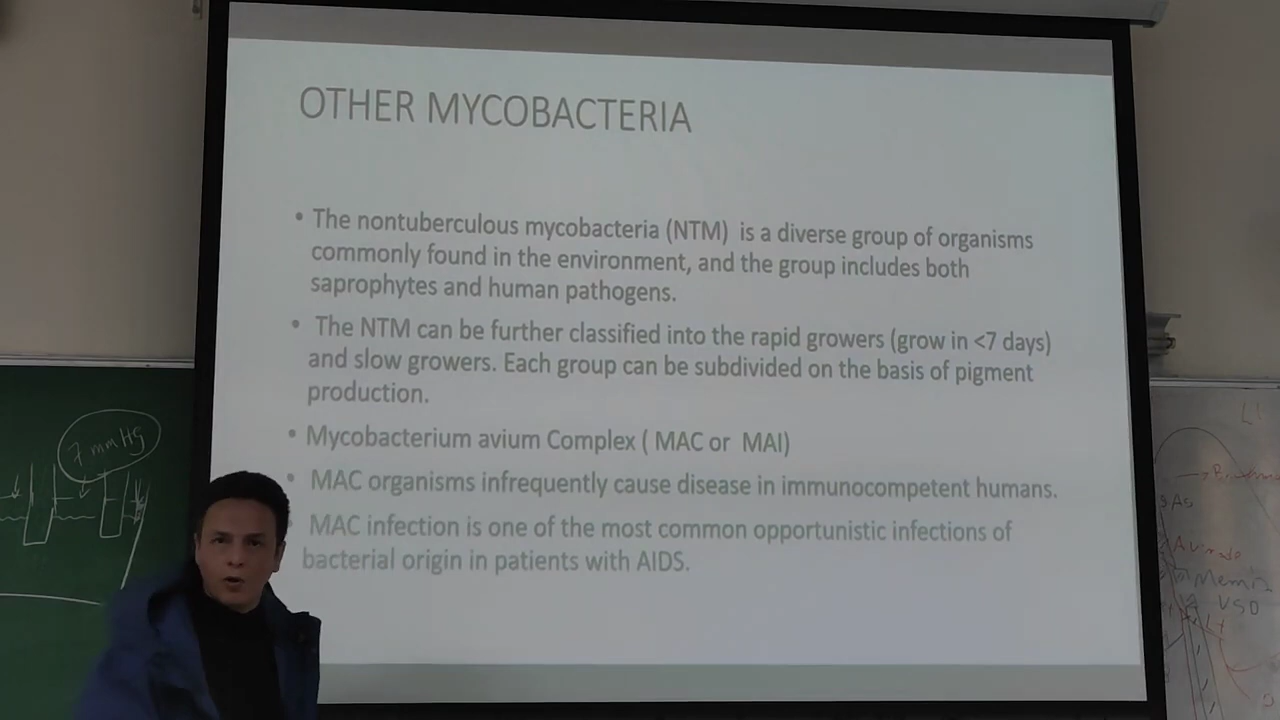 OTHER MYCOBACTERIA
• The nontuberculous mycobacteria (NTM) is a diverse group of organisms
commonly found in the environment, and the group includes both
saprophytes and human pathogens.
• The NTM can be further classified into the rapid growers (grow in <7 days)
and slow growers. Each group can be subdivided on the basis of pigment
production.
• Mycobacterium avium Complex ( MAC or MAI)
• MAC organisms infrequently cause disease in immunocompetent humans.
MAC infection is one of the most common opportunistic infections of
bacterial origin in patients with AIDS.
7 mmHg
VSD